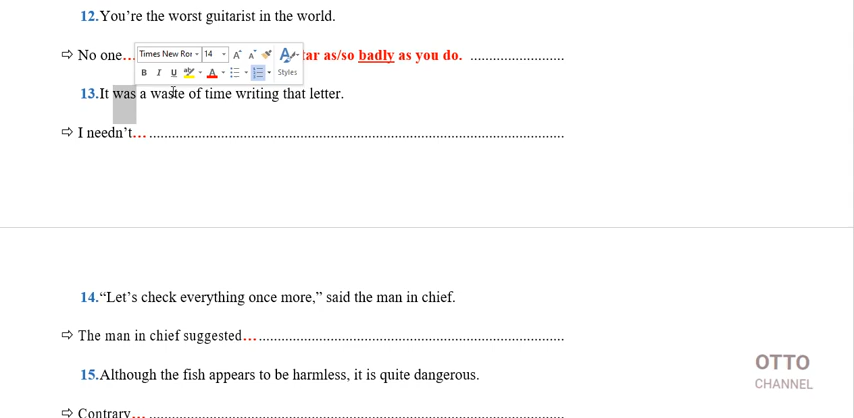 12.You’re the worst guitarist in the world.
⇨ No one... tar as/so badly as you do. ........................
Times New Ror 14
B I U Styles
13.It was a waste of time writing that letter.
⇨ I needn’t... ........................................................................................................
14.“Let’s check everything once more,” said the man in chief.
⇨ The man in chief suggested... ............................................................................
15.Although the fish appears to be harmless, it is quite dangerous.
⇨ Contrary... ........................................................................................................
OTTO
CHANNEL